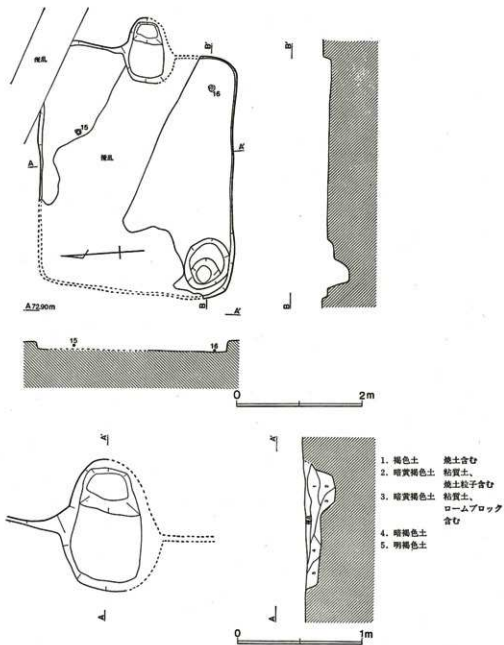 攪乱
B'
B'
16
15
A
A'
攪乱
A 72.90m
B
A'
B
15
16
0 2m
A'
A'
1. 褐色土 焼土含む
2. 暗黄褐色土 粘質土、
焼土粒子含む
3. 暗黄褐色土 粘質土、
ロームブロック
含む
4. 暗褐色土
5. 明褐色土
A
A
0 1m